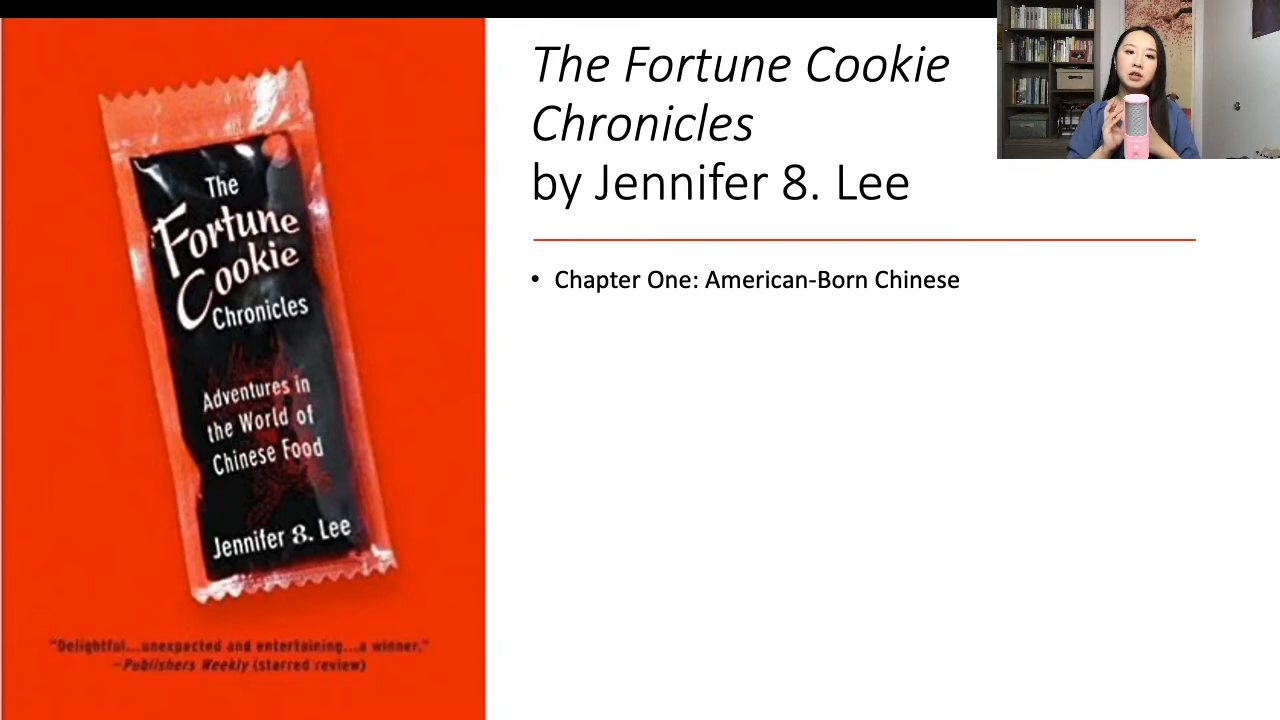 The
Fortune
Cookie
Chronicles
Adventures in
the World of
Chinese Food
Jennifer 8. Lee
"Delightful...unexpected and entertaining...a winner."
—Publishers Weekly (starred review)
The Fortune Cookie
Chronicles
by Jennifer 8. Lee
• Chapter One: American-Born Chinese